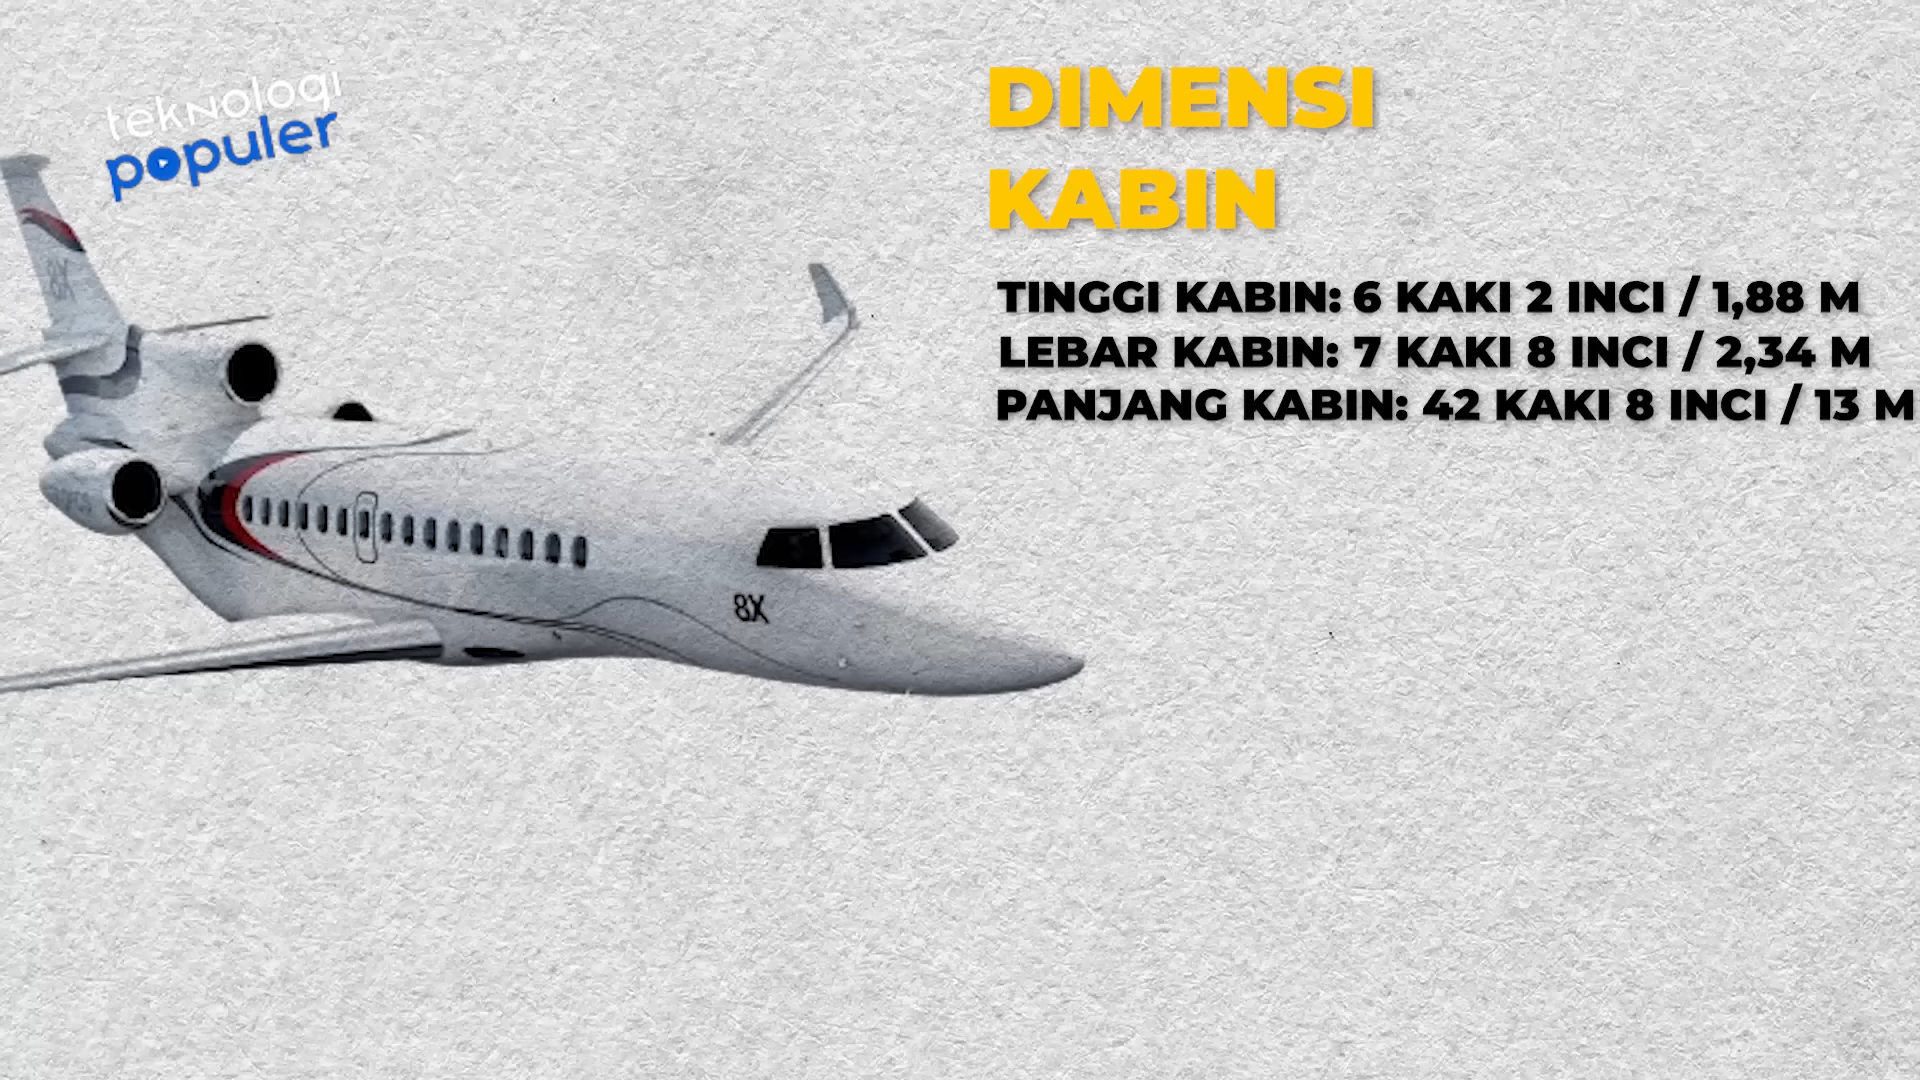 teknologi
populer
DIMENSI
KABIN
TINGGI KABIN: 6 KAKI 2 INCI / 1,88 M
LEBAR KABIN: 7 KAKI 8 INCI / 2,34 M
PANJANG KABIN: 42 KAKI 8 INCI / 13 M
8X
8X